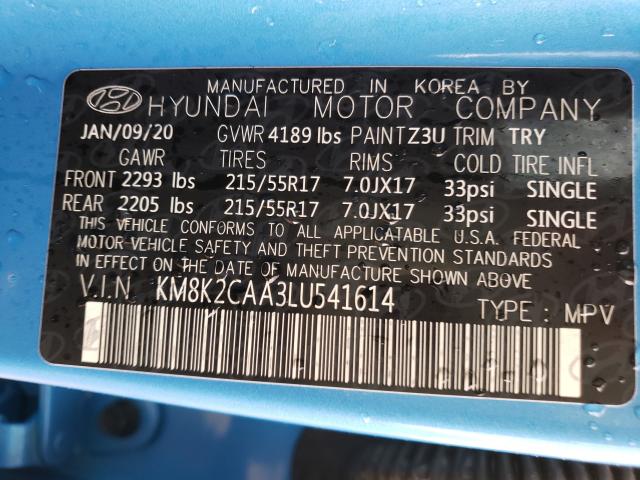 MANUFACTURED IN KOREA BY
HYUNDAI MOTOR COMPANY
JAN/09/20 GVWR 4189 lbs PAINT Z3U TRIM TRY
GAWR TIRES RIMS COLD TIRE INFL
FRONT 2293 lbs 215/55R17 7.0JX17 33psi SINGLE
REAR 2205 lbs 215/55R17 7.0JX17 33psi SINGLE
THIS VEHICLE CONFORMS TO ALL APPLICATABLE U.S.A. FEDERAL
MOTOR VEHICLE SAFETY AND THEFT PREVENTION STANDARDS
IN EFFECT ON THE DATE OF MANUFACTURE SHOWN ABOVE.
V.I.N. KM8K2CAA3LU541614 TYPE : MPV